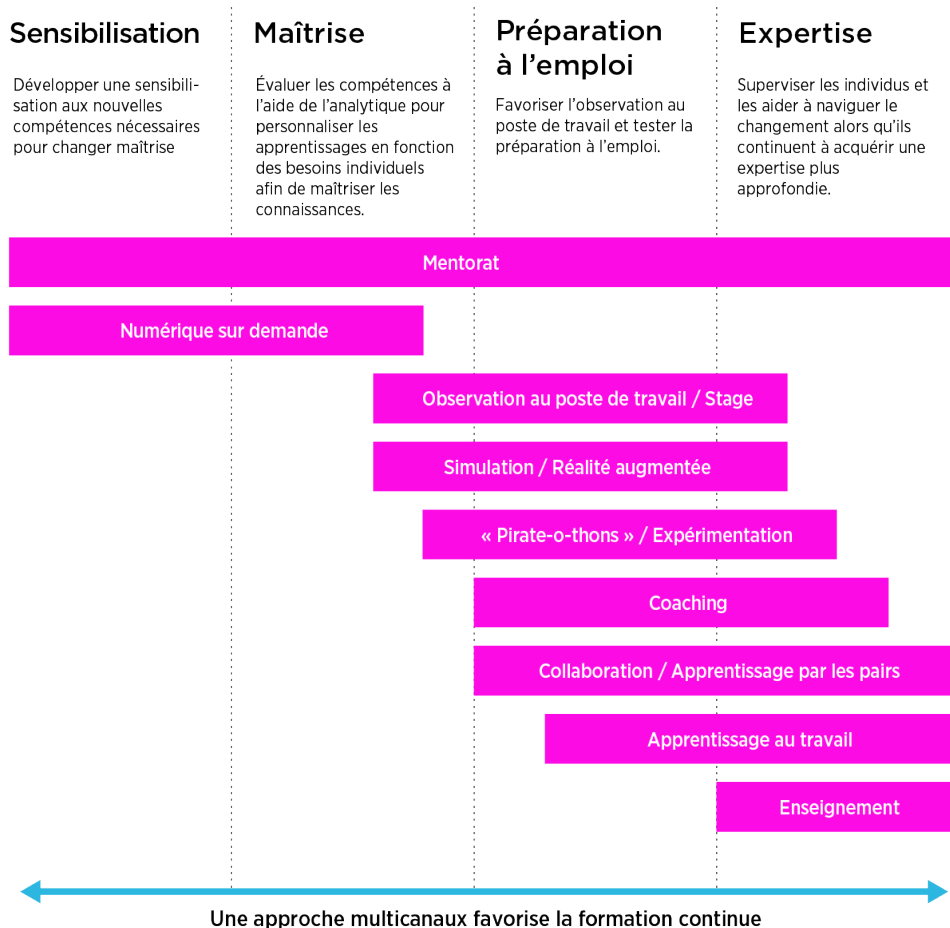 Sensibilisation
Développer une sensibili-
sation aux nouvelles
compétences nécessaires
pour changer maîtrise
Maîtrise
Évaluer les compétences à
l'aide de l'analytique pour
personnaliser les
apprentissages en fonction
des besoins individuels
afin de maîtriser les
connaissances.
Préparation
à l'emploi
Favoriser l'observation au
poste de travail et tester la
préparation à l'emploi.
Expertise
Superviser les individus et
les aider à naviguer le
changement alors qu'ils
continuent à acquérir une
expertise plus
approfondie.
Mentorat
Numérique sur demande
Observation au poste de travail / Stage
Simulation / Réalité augmentée
« Pirate-o-thons » / Expérimentation
Coaching
Collaboration / Apprentissage par les pairs
Apprentissage au travail
Enseignement
Une approche multicanaux favorise la formation continue